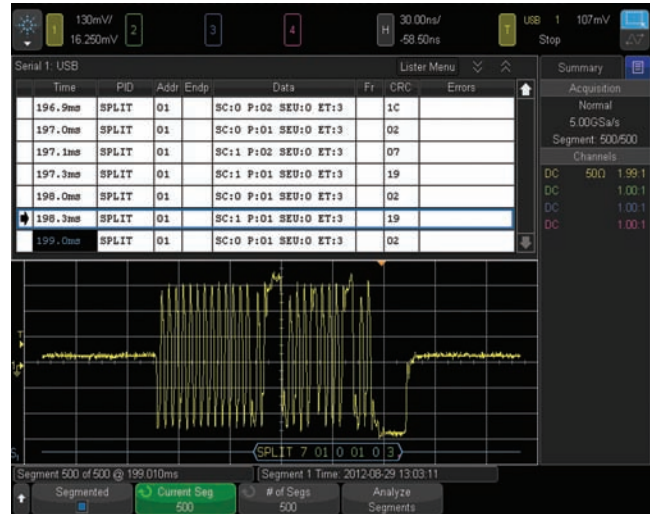 1 130mV/ 16.250mV 2 3 4 H 30.00ns/ -58.50ns T USB 1 107mV Stop
Serial 1: USB Lister Menu Summary
Time PID Addr Endp Data Fr CRC Errors
196.9ms SPLIT 01 SC:0 P:02 SEU:0 ET:3 1C
197.0ms SPLIT 01 SC:0 P:01 SEU:0 ET:3 02
197.1ms SPLIT 01 SC:1 P:02 SEU:0 ET:3 07
197.3ms SPLIT 01 SC:1 P:01 SEU:0 ET:3 19
198.0ms SPLIT 01 SC:0 P:01 SEU:0 ET:3 02
198.3ms SPLIT 01 SC:1 P:01 SEU:0 ET:3 19
199.0ms SPLIT 01 SC:0 P:01 SEU:0 ET:3 02
Acquisition
Normal
5.00GSa/s
Segment: 500/500
Channels
DC 50Ω 1.99:1
DC 1.00:1
DC 1.00:1
DC 1.00:1
T
S1 SPLIT 7 01 0 01 0 3
Segment 500 of 500 @ 199.010ms Segment 1 Time: 2012-08-29 13:03:11
Segmented Current Seg 500 # of Segs 500 Analyze Segments